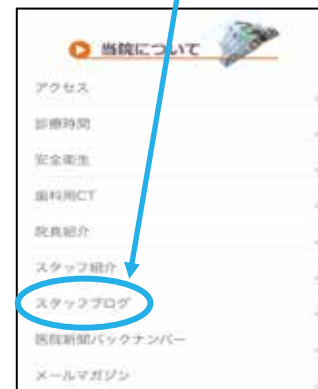 当院について
アクセス
診療時間
安全衛生
歯科用CT
院長紹介
スタッフ紹介
スタッフブログ
医院新聞バックナンバー
メールマガジン